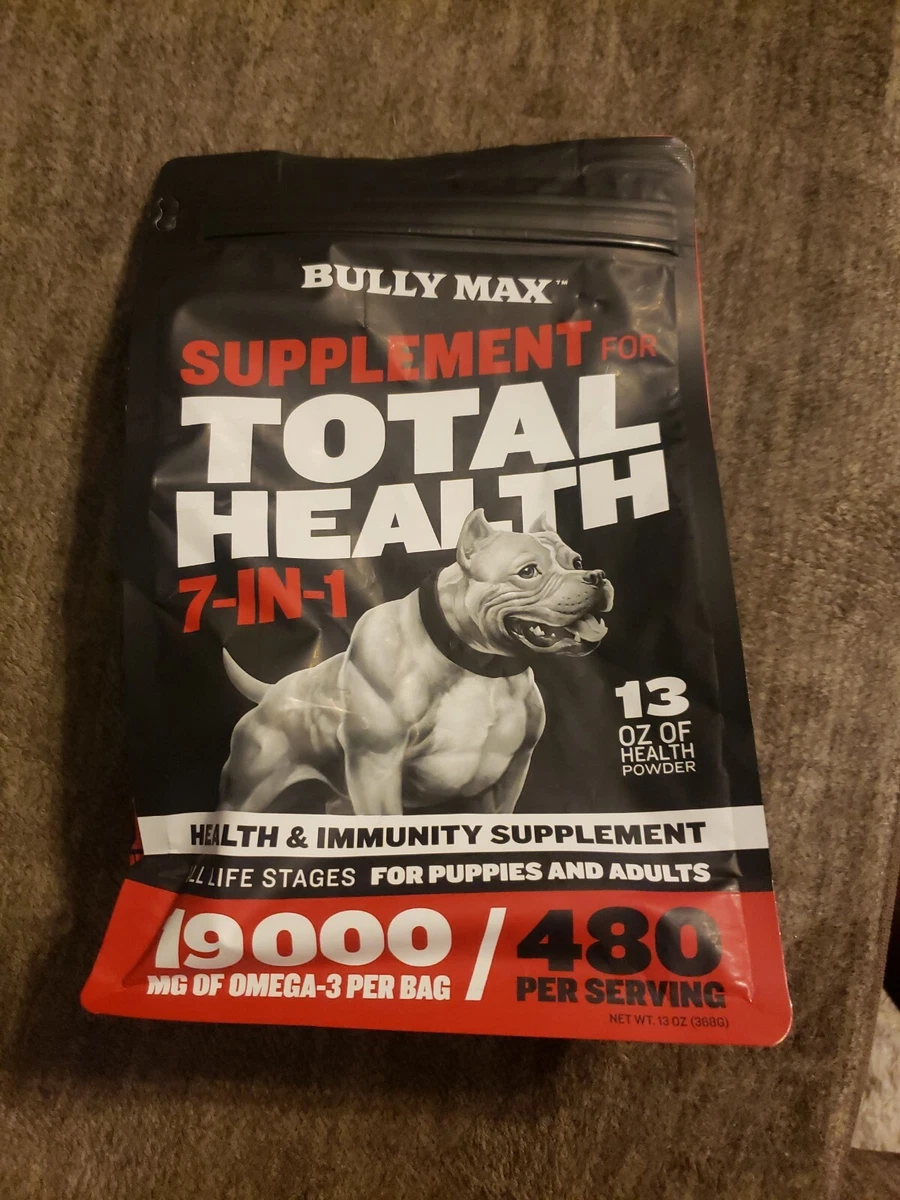 BULLY MAX™
SUPPLEMENT FOR
TOTAL
HEALTH
7-IN-1
13
OZ OF
HEALTH
POWDER
HEALTH & IMMUNITY SUPPLEMENT
LL LIFE STAGES FOR PUPPIES AND ADULTS
19000 / 480
MG OF OMEGA-3 PER BAG PER SERVING
NET WT. 13 OZ (368G)